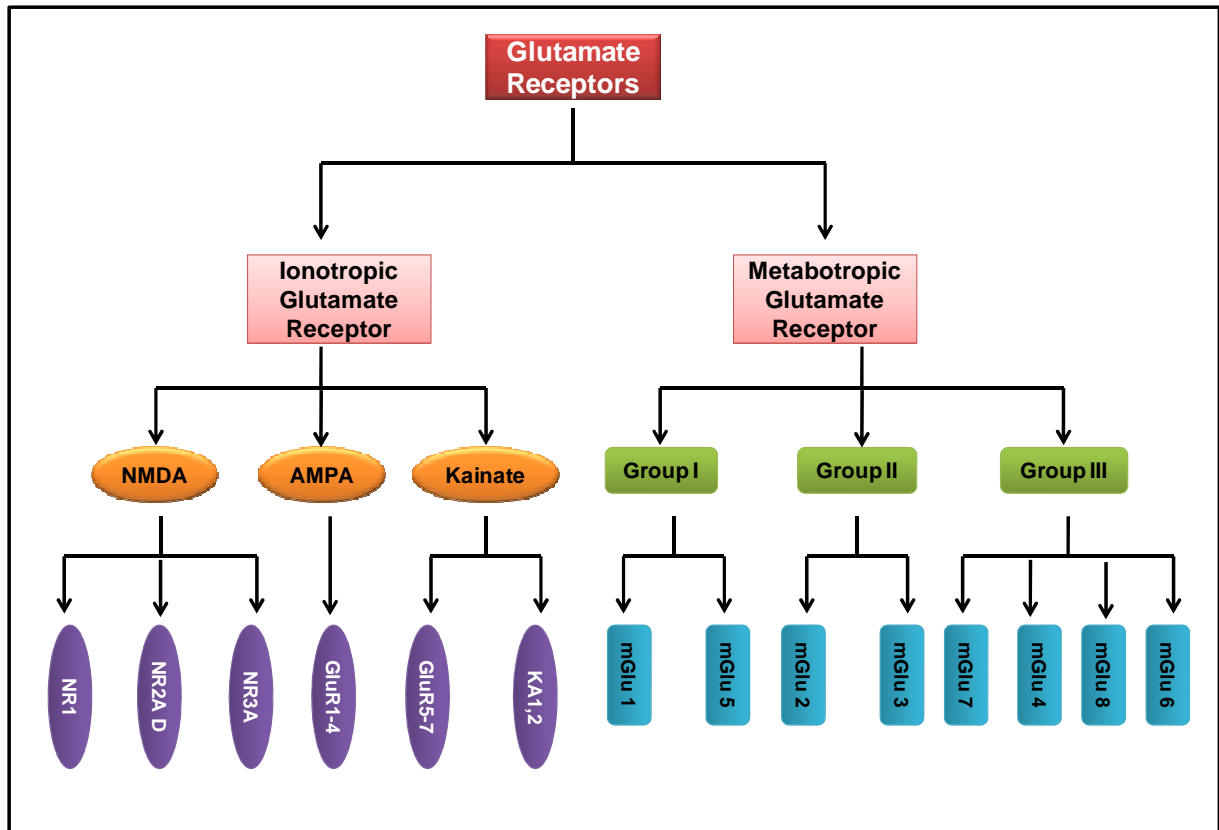 Glutamate
Receptors
Ionotropic
Glutamate
Receptor
Metabotropic
Glutamate
Receptor
NMDA
AMPA
Kainate
Group I
Group II
Group III
NR1
NR2A D
NR3A
GluR1-4
GluR5-7
KA1,2
mGlu 1
mGlu 5
mGlu 2
mGlu 3
mGlu 7
mGlu 4
mGlu 8
mGlu 6